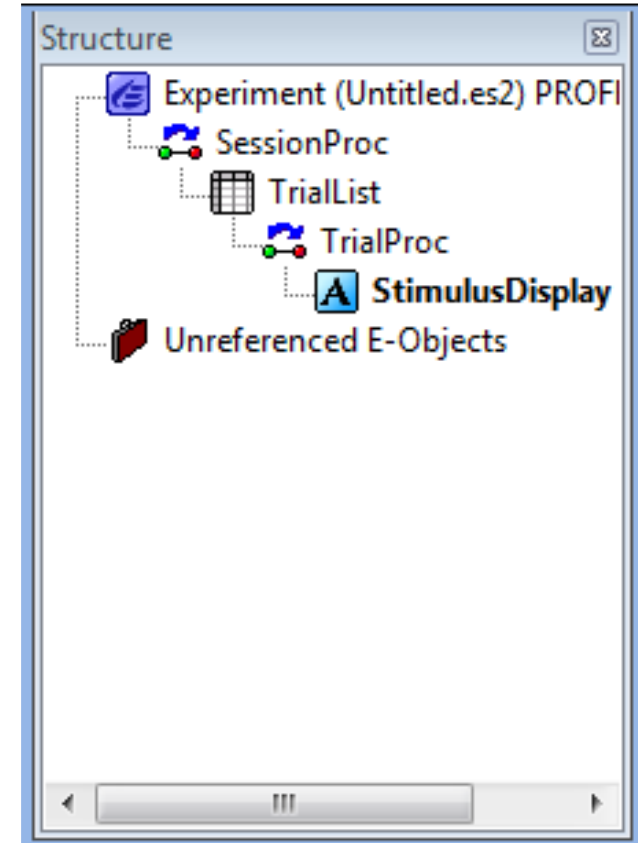 Structure
Experiment (Untitled.es2) PROFI
SessionProc
TrialList
TrialProc
A StimulusDisplay
Unreferenced E-Objects